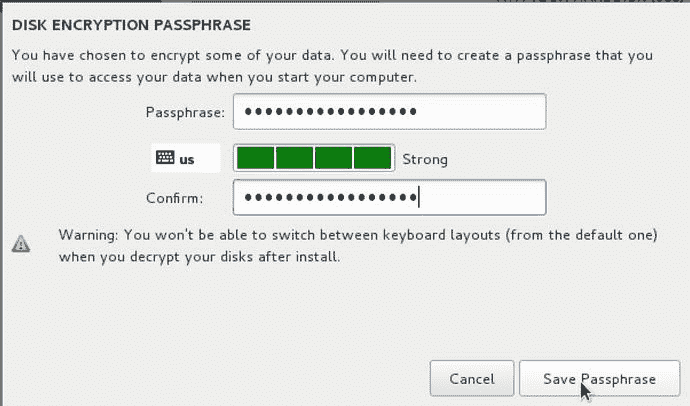 DISK ENCRYPTION PASSPHRASE
You have chosen to encrypt some of your data. You will need to create a passphrase that you
will use to access your data when you start your computer.
Passphrase: •••••••••••••••••
us Strong
Confirm: •••••••••••••••••
Warning: You won't be able to switch between keyboard layouts (from the default one)
when you decrypt your disks after install.
Cancel Save Passphrase